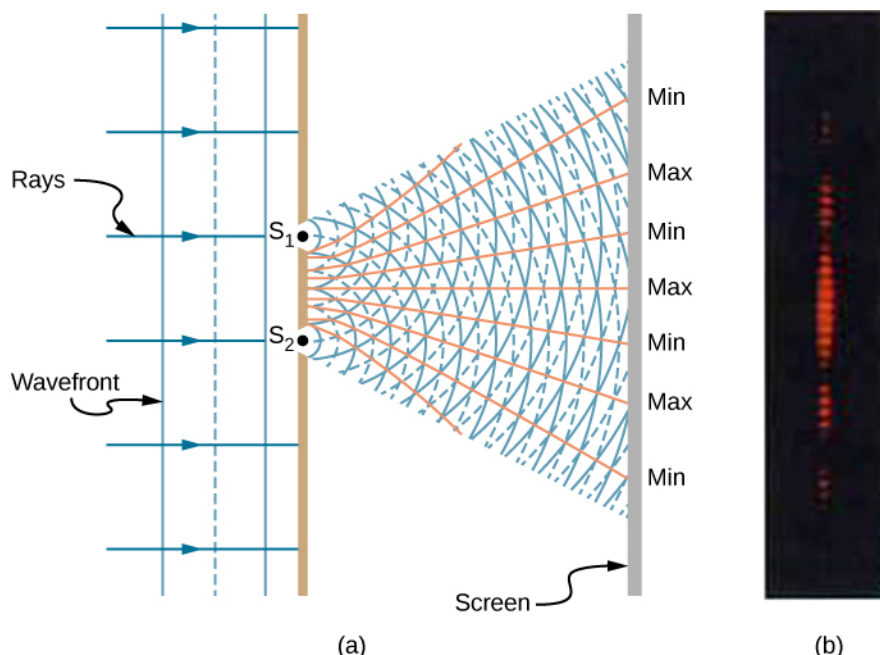 Rays
Wavefront
S1
S2
Min
Max
Min
Max
Min
Max
Min
Screen
(a)
(b)